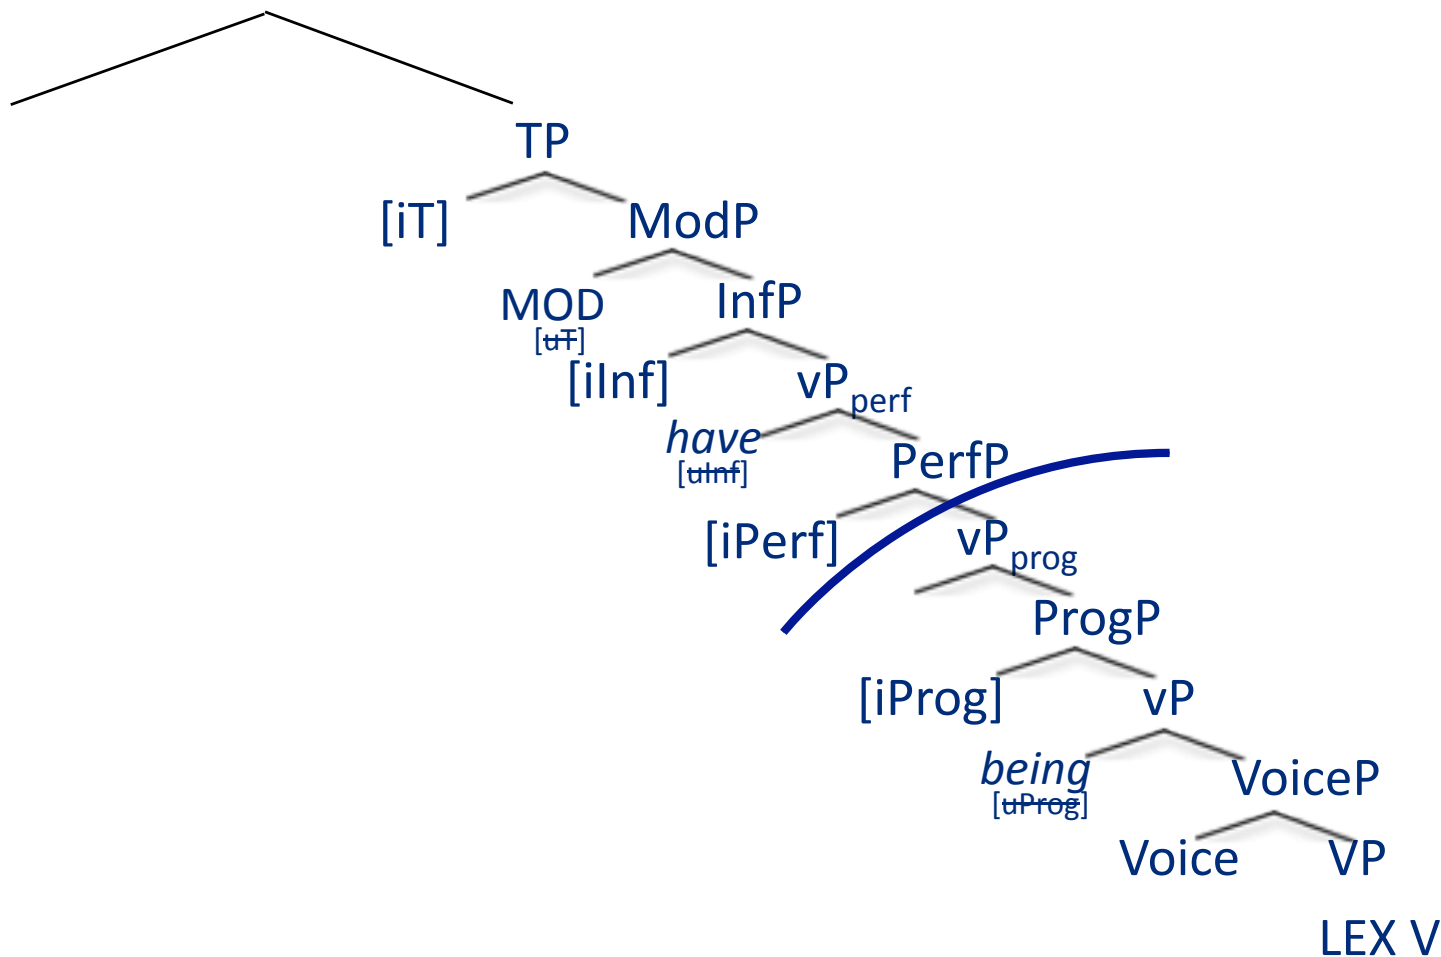 TP
[iT]
ModP
MOD
[uT]
InfP
[iInf]
vPperf
have
[uInf]
PerfP
[iPerf]
vPprog
ProgP
[iProg]
vP
being
[uProg]
VoiceP
Voice
VP
LEX V